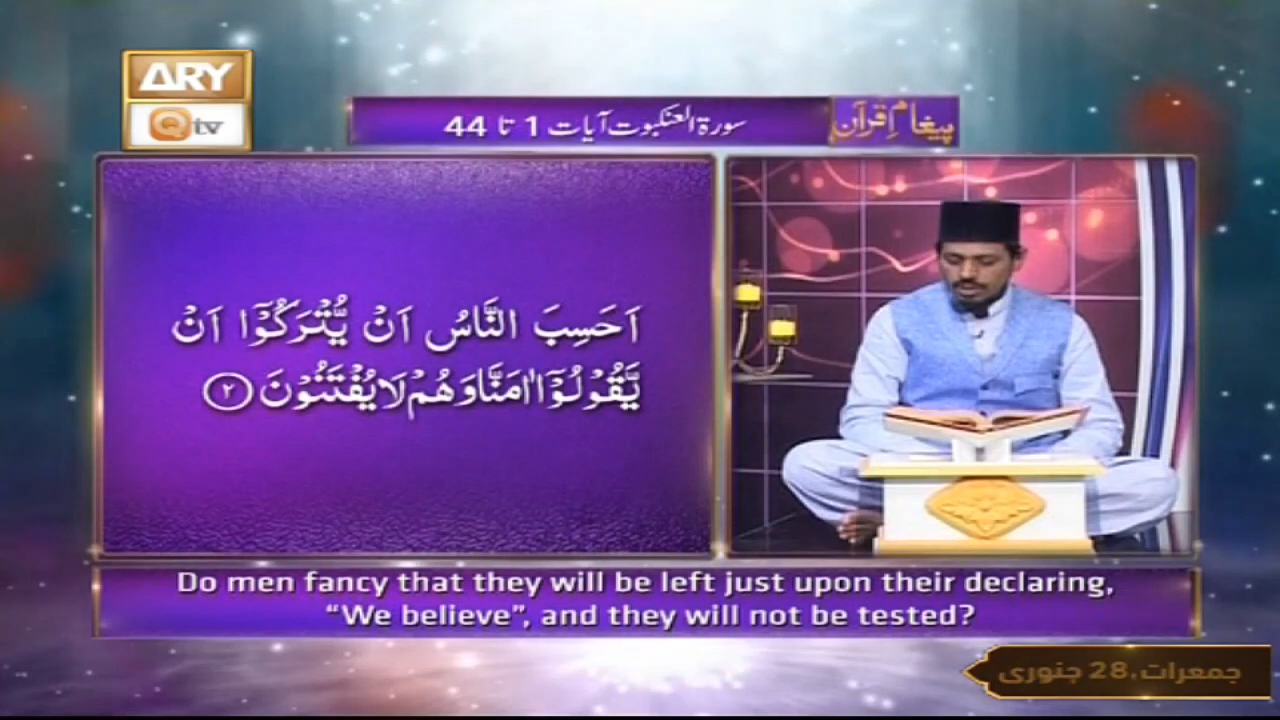 ARY
Qtv
پیغامِ قرآن
سورۃ العنکبوت آیات 1 تا 44
اَحَسِبَ النَّاسُ اَنْ يُّتْرَكُوْۤا اَنْ
يَّقُوْلُوْۤا اٰمَنَّا وَهُمْ لَا يُفْتَنُوْنَ ۲
Do men fancy that they will be left just upon their declaring,
“We believe”, and they will not be tested?
جمعرات.28 جنوری